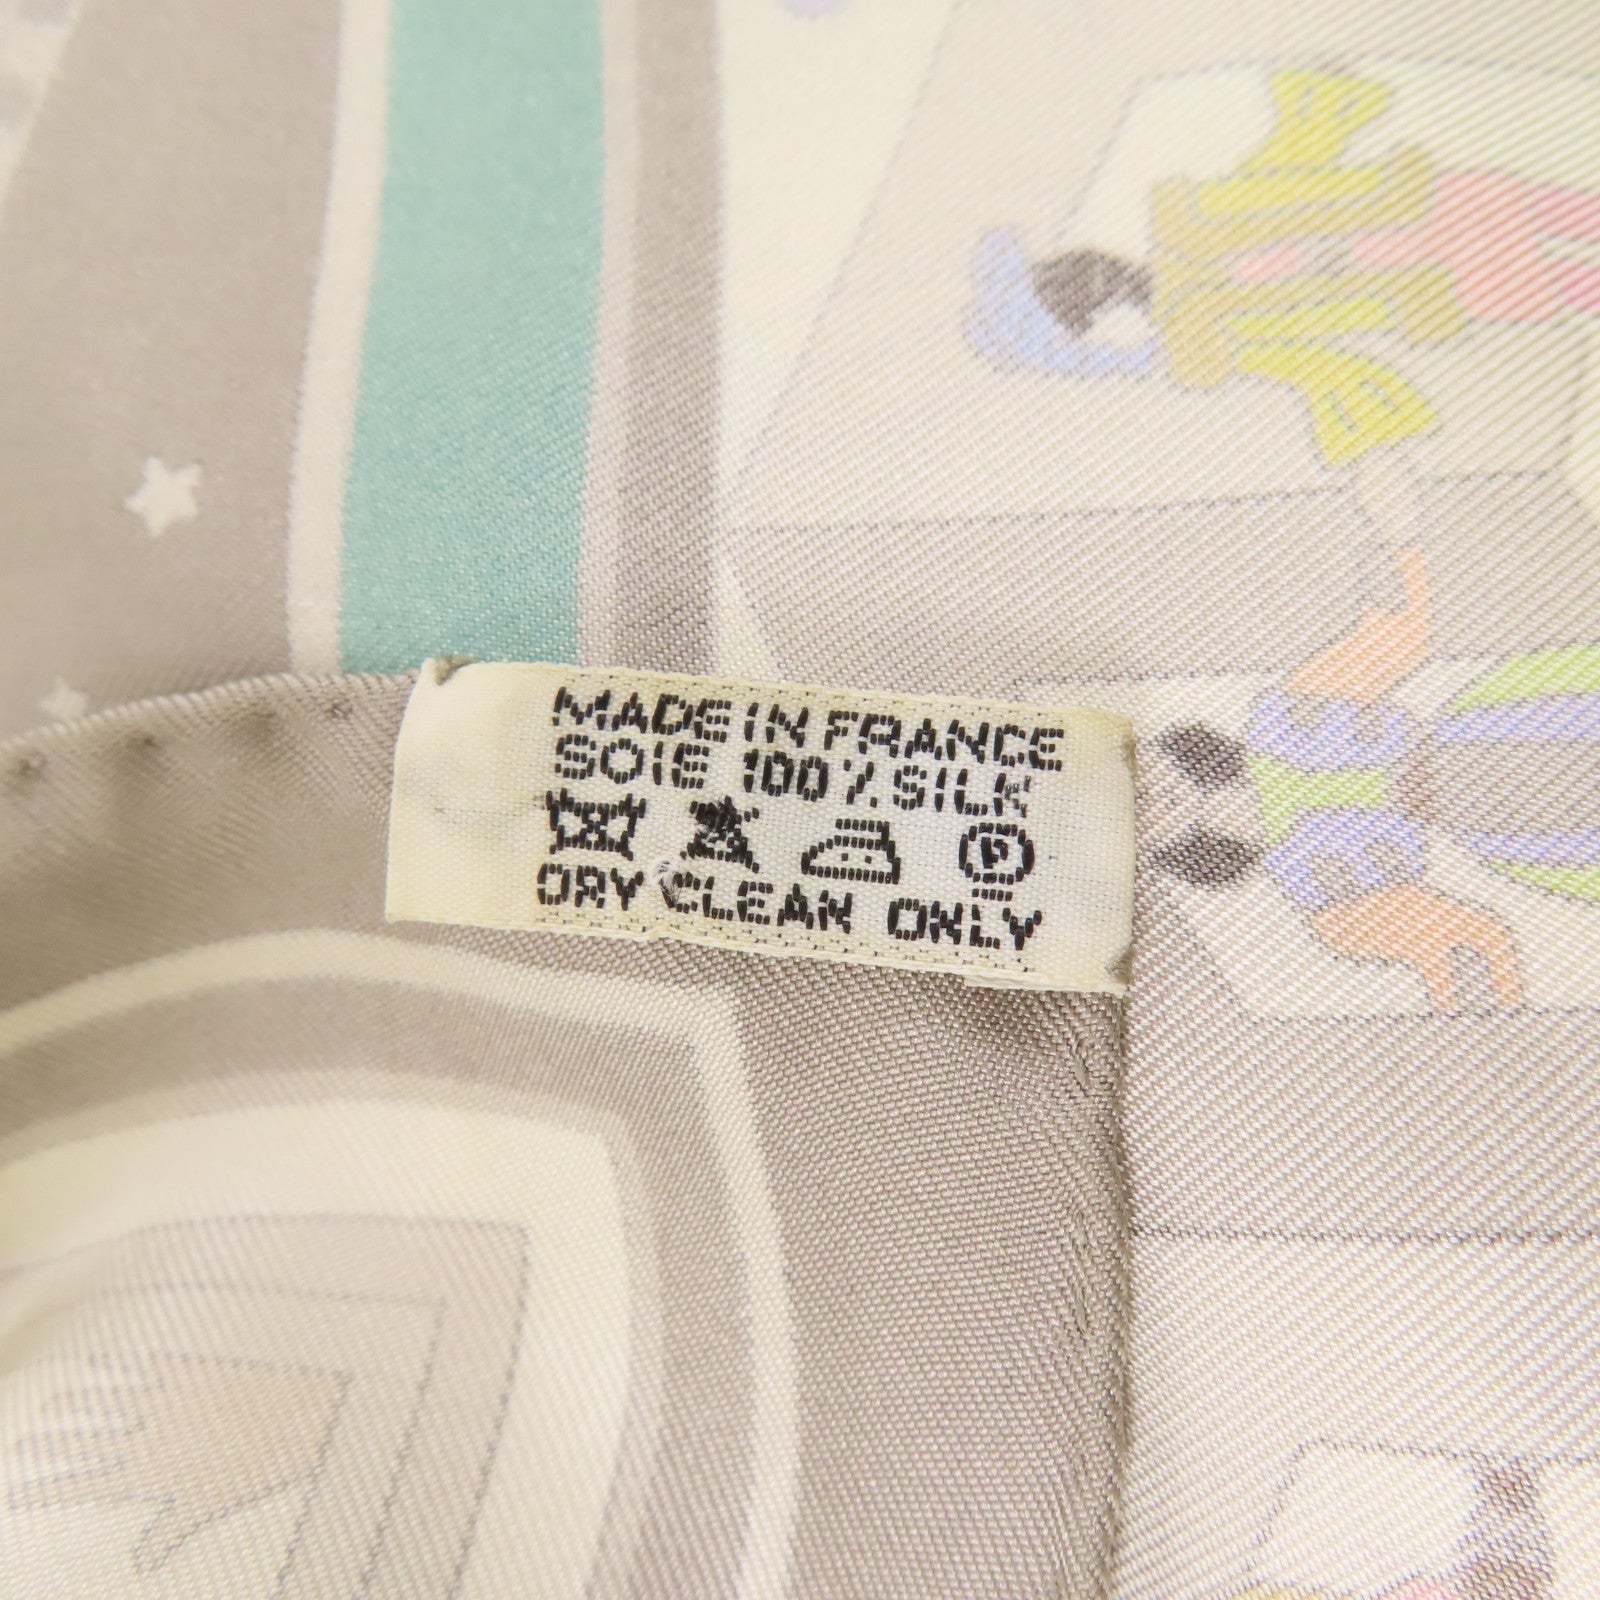 MADE IN FRANCE
SOIE 100% SILK
P
DRY CLEAN ONLY